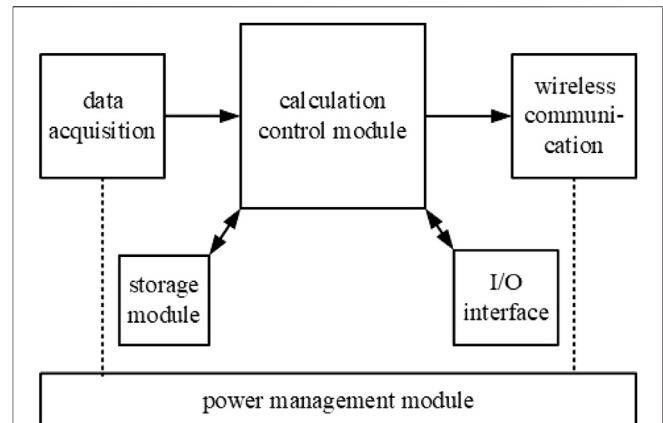 data
acquisition
calculation
control module
wireless
communi-
cation
storage
module
I/O
interface
power management module